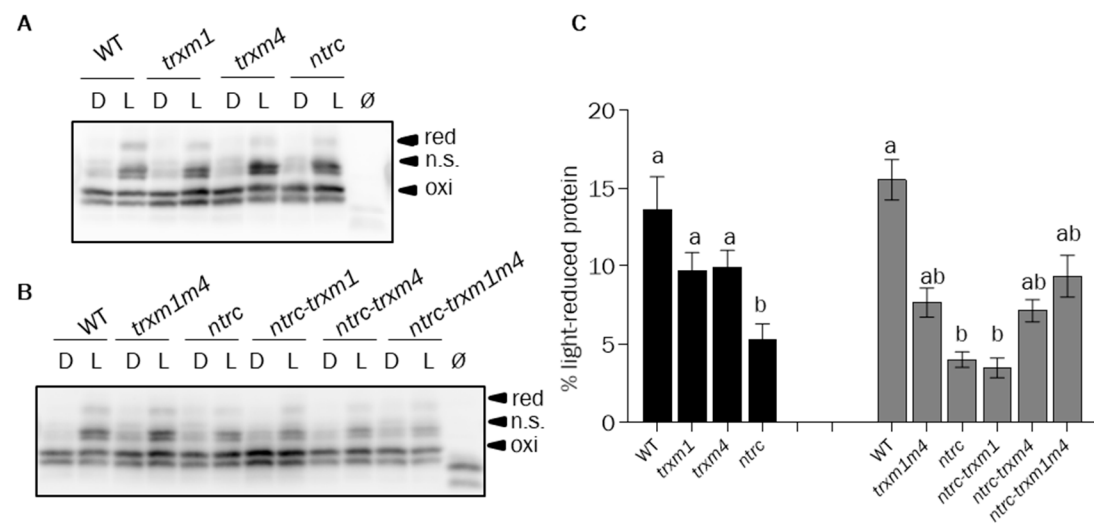 A
WT trxm1 trxm4 ntrc
D L D L D L D L Ø
red
n.s.
oxi
B
WT trxm1m4 ntrc ntrc-trxm1 ntrc-trxm4 ntrc-trxm1m4
D L D L D L D L D L D L Ø
red
n.s.
oxi
C
% light-reduced protein
20
15
10
5
0
a a a b
a ab b b ab ab
WT trxm1 trxm4 ntrc
WT trxm1m4 ntrc ntrc-trxm1 ntrc-trxm4 ntrc-trxm1m4